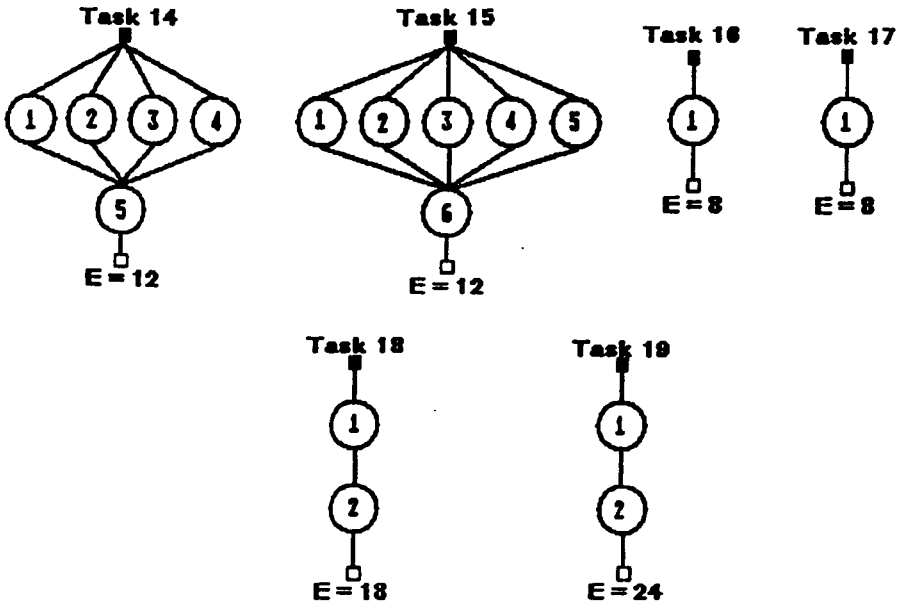 Task 14
1 2 3 4
5
E = 12
Task 15
1 2 3 4 5
6
E = 12
Task 16
1
E = 8
Task 17
1
E = 8
Task 18
1
2
E = 18
Task 19
1
2
E = 24